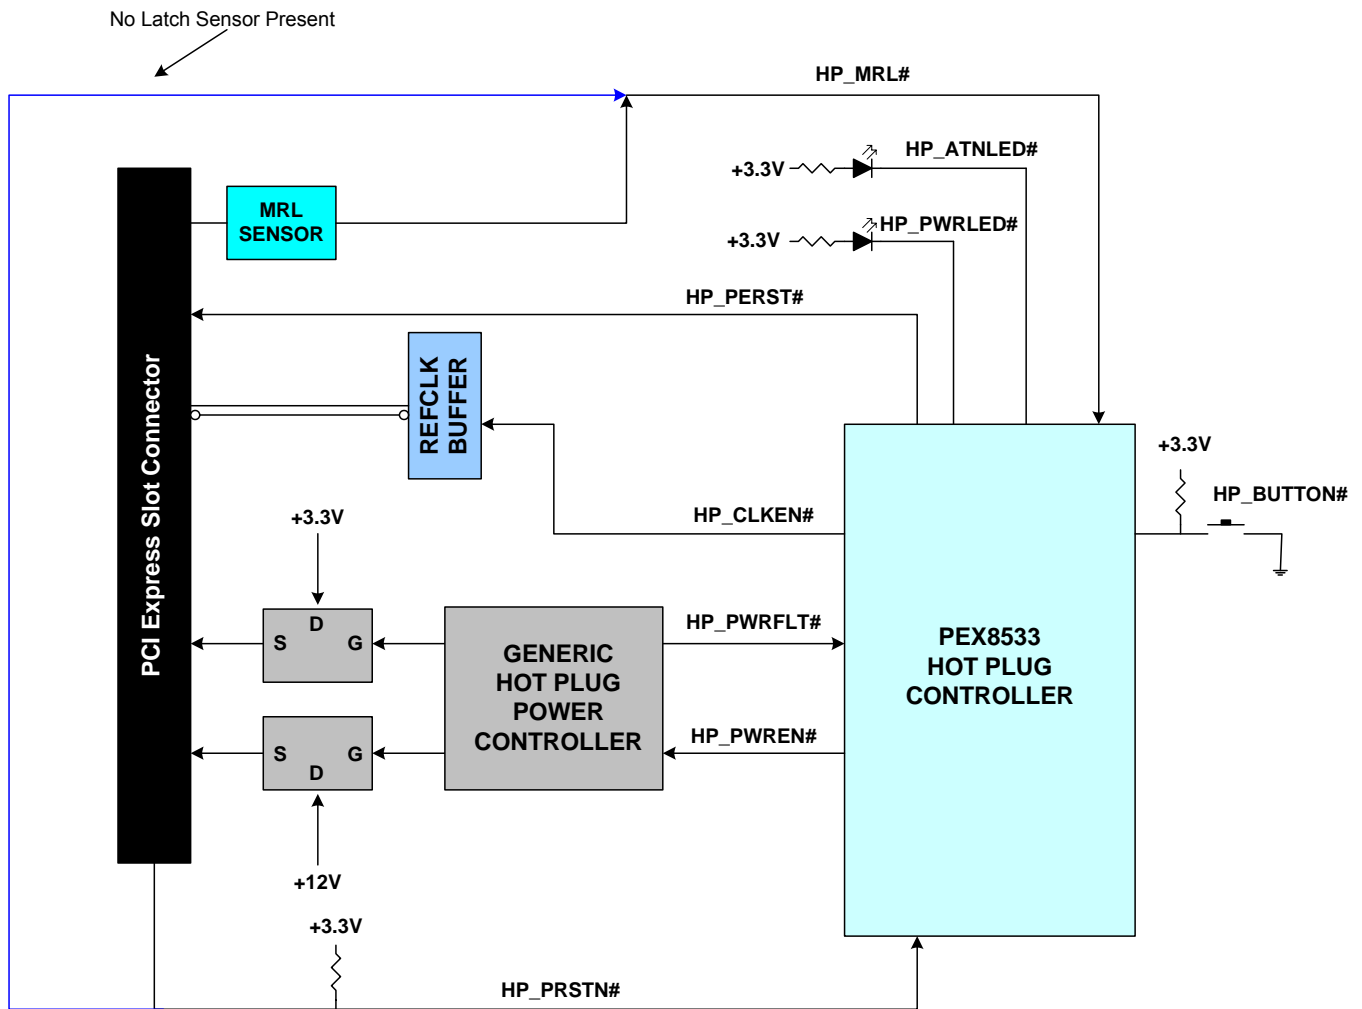 No Latch Sensor Present
HP_MRL#
HP_ATNLED#
+3.3V
MRL
SENSOR
HP_PWRLED#
+3.3V
HP_PERST#
PCI Express Slot Connector
REFCLK
BUFFER
+3.3V
HP_BUTTON#
+3.3V
HP_CLKEN#
D
S
G
HP_PWRFLT#
GENERIC
HOT PLUG
POWER
CONTROLLER
PEX8533
HOT PLUG
CONTROLLER
S
G
D
HP_PWREN#
+12V
+3.3V
HP_PRSTN#